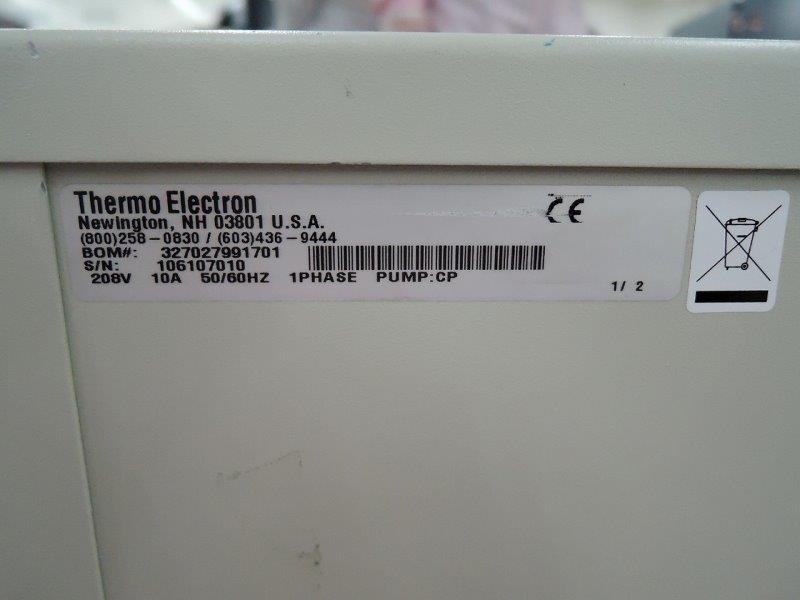 Thermo Electron
Newington, NH 03801 U.S.A.
(800)258-0830 / (603)436-9444
BOM#: 327027991701
S/N: 106107010
208V 10A 50/60HZ 1PHASE PUMP:CP
1/ 2
CE